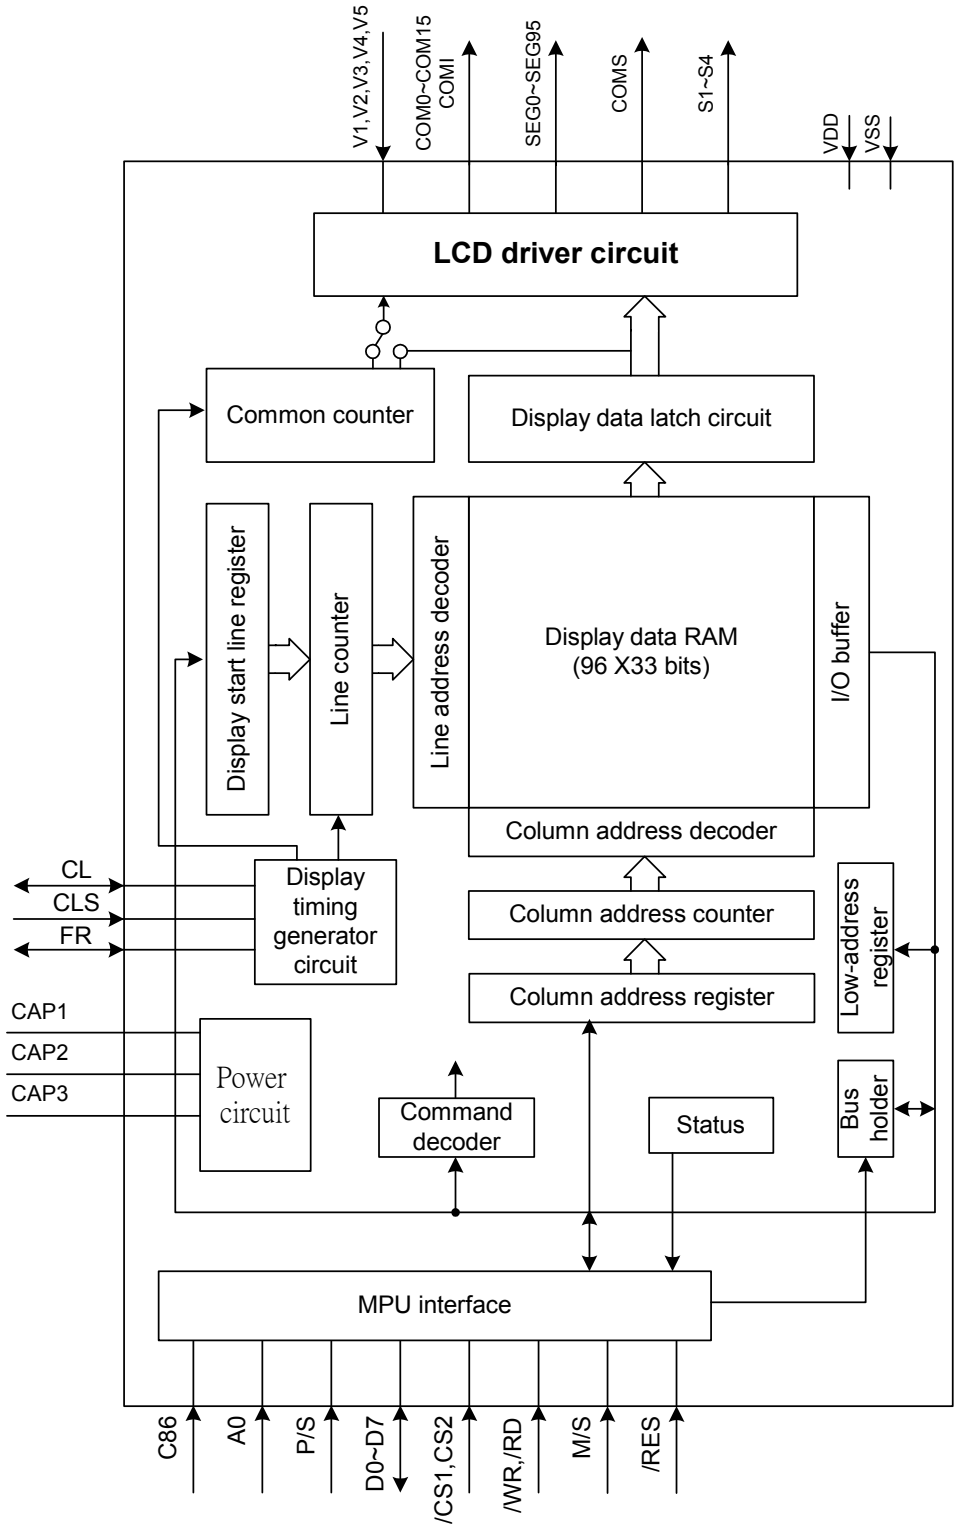 V1,V2,V3,V4,V5
COM0~COM15
COMI
SEG0~SEG95
COMS
S1~S4
VDD
VSS
LCD driver circuit
Common counter
Display data latch circuit
Display start line register
Line counter
Line address decoder
Display data RAM
(96 X33 bits)
I/O buffer
Column address decoder
CL
CLS
FR
Display
timing
generator
circuit
Column address counter
Low-address
register
Column address register
CAP1
CAP2
CAP3
Power
circuit
Command
decoder
Status
Bus
holder
MPU interface
C86
A0
P/S
D0~D7
/CS1,CS2
/WR,/RD
M/S
/RES